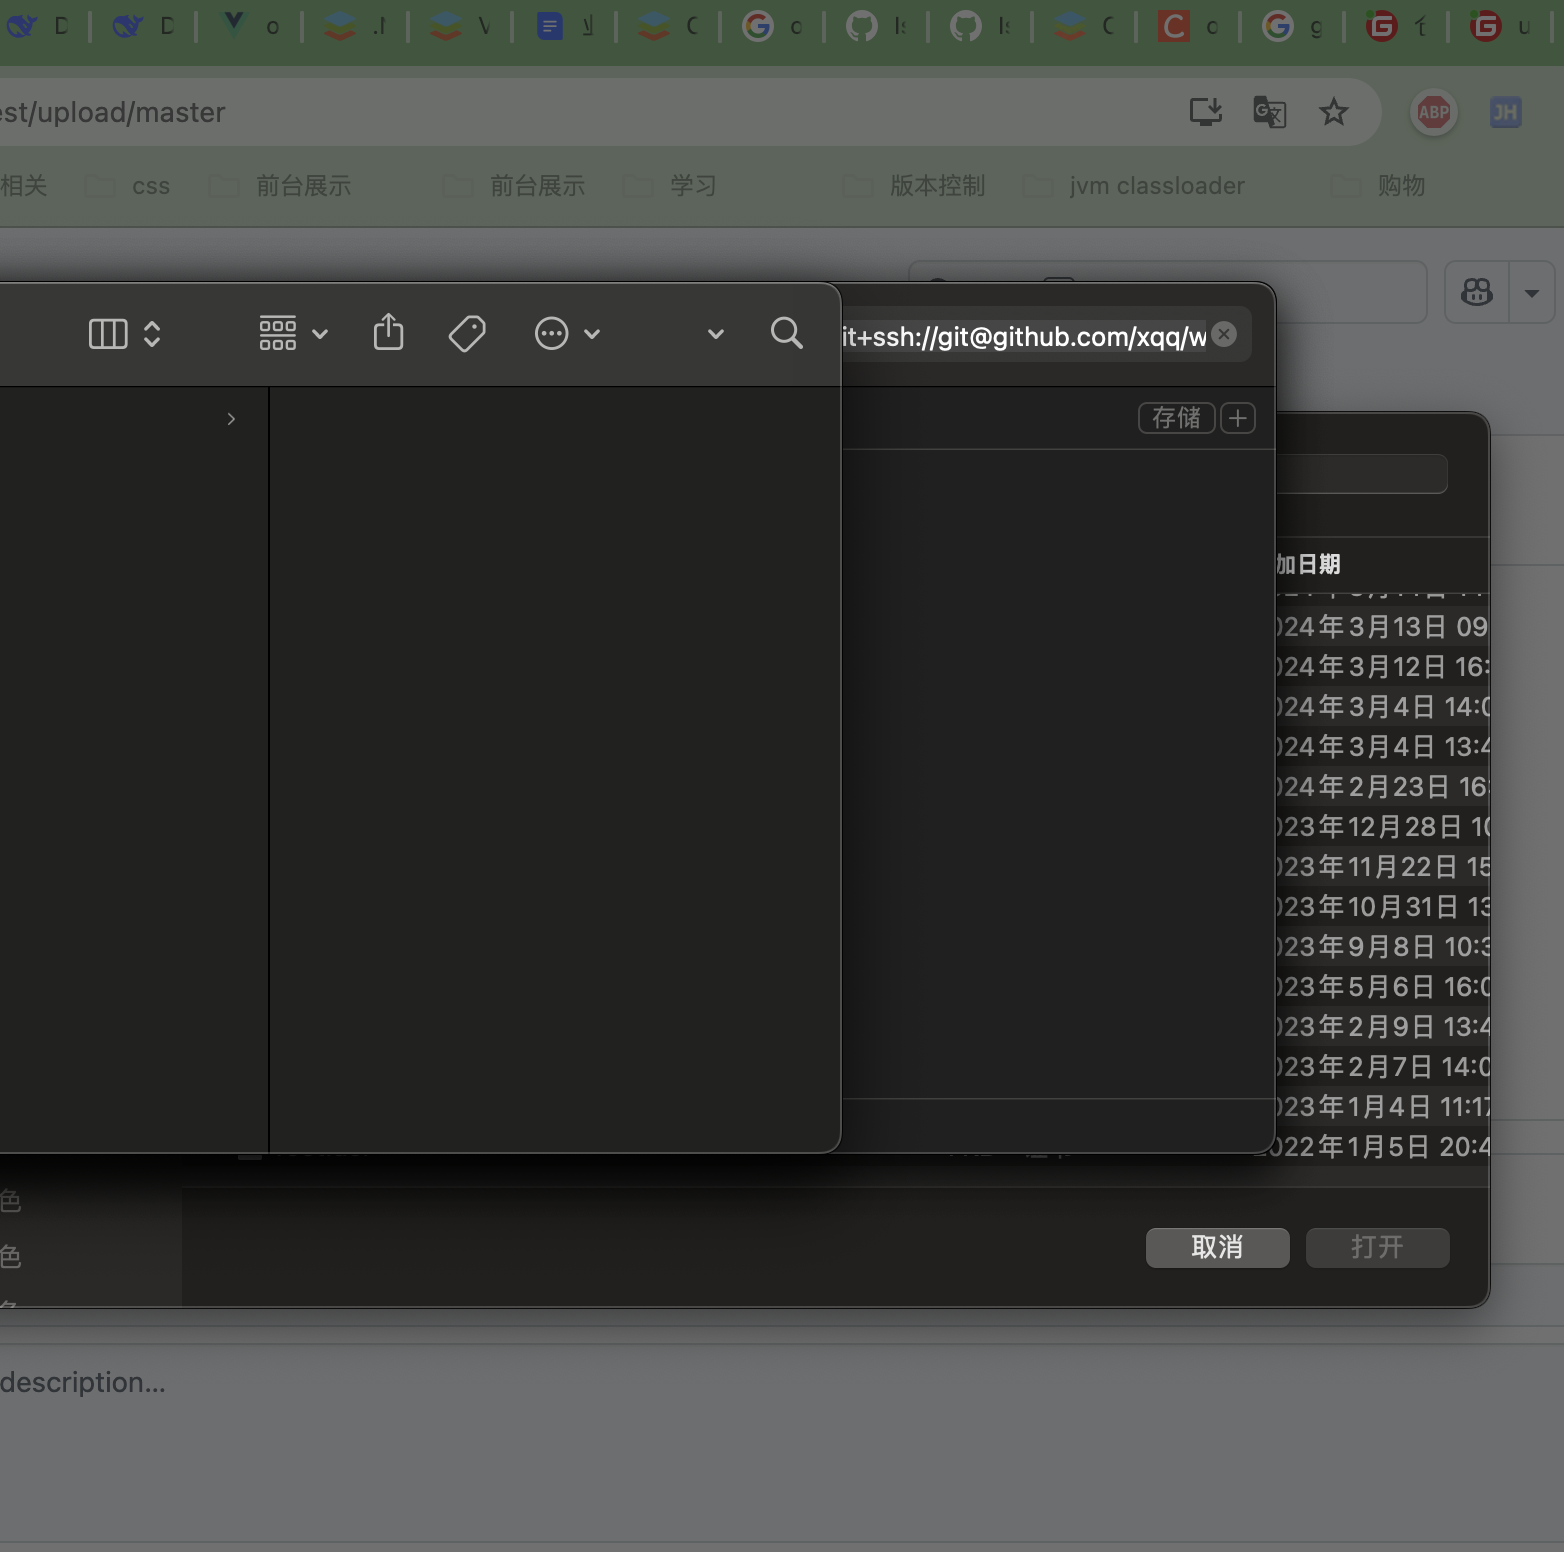 D D o .N V C G o ls ls C C c G g G 仓 G u
est/upload/master
ABP JH
相关 css 前台展示 前台展示 学习 版本控制 jvm classloader 购物
it+ssh://git@github.com/xqq/w
存储
加日期
024年3月13日 09
024年3月12日 16:
024年3月4日 14:0
024年3月4日 13:4
024年2月23日 16:
023年12月28日 10
023年11月22日 15
023年10月31日 13
023年9月8日 10:3
023年5月6日 16:0
023年2月9日 13:4
023年2月7日 14:0
023年1月4日 11:17
2022年1月5日 20:4
色
色
取消 打开
description...